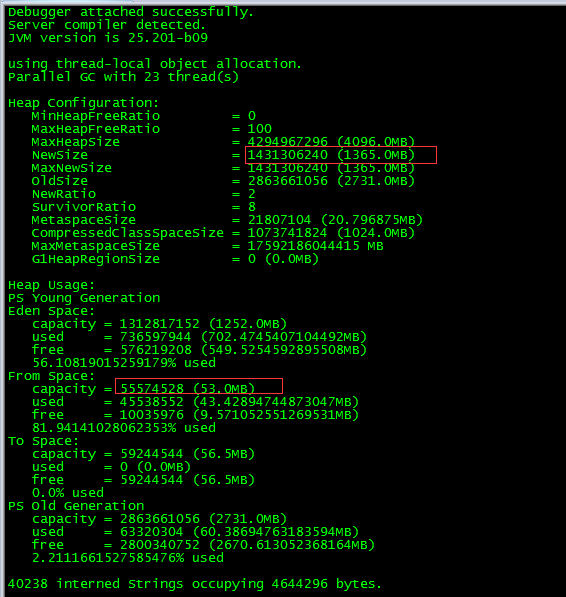 Debugger attached successfully.
Server compiler detected.
JVM version is 25.201-b09
using thread-local object allocation.
Parallel GC with 23 thread(s)
Heap Configuration:
MinHeapFreeRatio = 0
MaxHeapFreeRatio = 100
MaxHeapSize = 4294967296 (4096.0MB)
NewSize = 1431306240 (1365.0MB)
MaxNewSize = 1431306240 (1365.0MB)
OldSize = 2863661056 (2731.0MB)
NewRatio = 2
SurvivorRatio = 8
MetaspaceSize = 21807104 (20.796875MB)
CompressedClassSpaceSize = 1073741824 (1024.0MB)
MaxMetaspaceSize = 17592186044415 MB
G1HeapRegionSize = 0 (0.0MB)
Heap Usage:
PS Young Generation
Eden Space:
capacity = 1312817152 (1252.0MB)
used = 736597944 (702.4745407104492MB)
free = 576219208 (549.5254592895508MB)
56.10819015259179% used
From Space:
capacity = 55574528 (53.0MB)
used = 45538552 (43.42894744873047MB)
free = 10035976 (9.571052551269531MB)
81.94141028062353% used
To Space:
capacity = 59244544 (56.5MB)
used = 0 (0.0MB)
free = 59244544 (56.5MB)
0.0% used
PS Old Generation
capacity = 2863661056 (2731.0MB)
used = 63320304 (60.38694763183594MB)
free = 2800340752 (2670.613052368164MB)
2.2111661527585476% used
40238 interned Strings occupying 4644296 bytes.